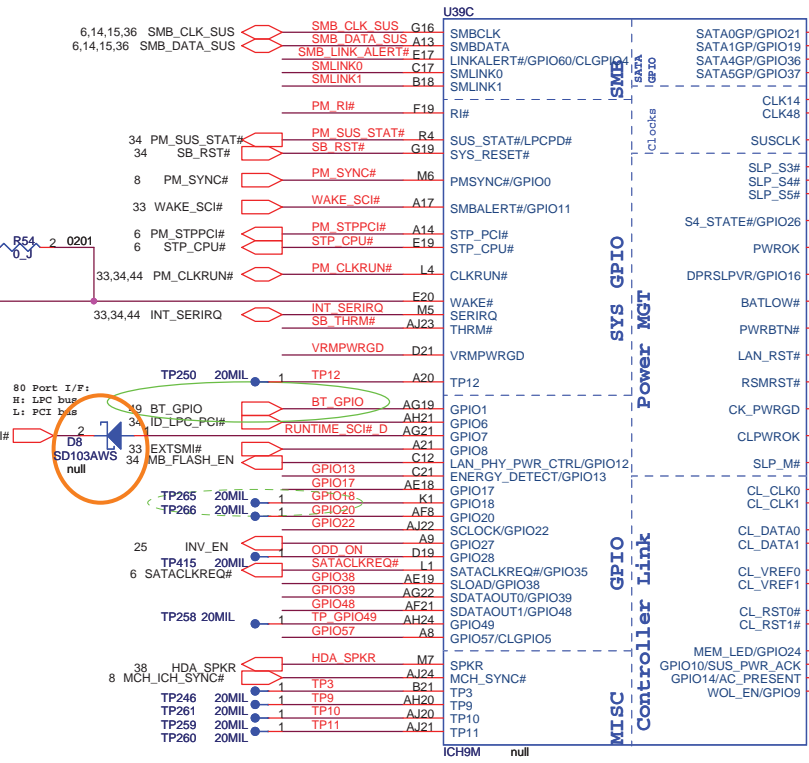 U39C
6,14,15,36 SMB_CLK_SUS SMB_CLK_SUS G16 SMBCLK SATA0GP/GPIO21
6,14,15,36 SMB_DATA_SUS SMB_DATA_SUS A13 SMBDATA SATA1GP/GPIO19
SMB_LINK_ALERT# E17 LINKALERT#/GPIO60/CLGPIO4 SATA4GP/GPIO36
SMLINK0 C17 SMLINK0 SATA5GP/GPIO37
SMLINK1 B18 SMLINK1
SMB
SATA
GPIO
CLK14
PM_RI# F19 RI# CLK48
Clocks
34 PM_SUS_STAT# PM_SUS_STAT# R4 SUS_STAT#/LPCPD# SUSCLK
34 SB_RST# SB_RST# G19 SYS_RESET#
SLP_S3#
8 PM_SYNC# PM_SYNC# M6 PMSYNC#/GPIO0 SLP_S4#
SLP_S5#
33 WAKE_SCI# WAKE_SCI# A17 SMBALERT#/GPIO11
S4_STATE#/GPIO26
6 PM_STPPCI# PM_STPPCI# A14 STP_PCI#
6 STP_CPU# STP_CPU# E19 STP_CPU# PWROK
R54 2 0201
0_J
33,34,44 PM_CLKRUN# PM_CLKRUN# L4 CLKRUN# DPRSLPVR/GPIO16
SYS GPIO
Power MGT
E20 WAKE# BATLOW#
33,34,44 INT_SERIRQ INT_SERIRQ M5 SERIRQ
SB_THRM# AJ23 THRM# PWRBTN#
VRMPWRGD D21 VRMPWRGD LAN_RST#
TP250 20MIL 1 TP12 A20 TP12 RSMRST#
80 Port I/F:
H: LPC bus
L: PCI bus
49 BT_GPIO BT_GPIO AG19 GPIO1 CK_PWRGD
34 ID_LPC_PCI# AH21 GPIO6
I# 2 1 RUNTIME_SCI#_D AG21 GPIO7 CLPWROK
D8
SD103AWS
null
33 EXTSMI# A21 GPIO8
34 MB_FLASH_EN C12 LAN_PHY_PWR_CTRL/GPIO12 SLP_M#
GPIO13 C21 ENERGY_DETECT/GPIO13
GPIO17 AE18 GPIO17 CL_CLK0
TP265 20MIL 1 GPIO18 K1 GPIO18 CL_CLK1
TP266 20MIL 1 GPIO20 AF8 GPIO20
GPIO22 AJ22 SCLOCK/GPIO22 CL_DATA0
25 INV_EN A9 GPIO27 CL_DATA1
TP415 20MIL 1 ODD_ON D19 GPIO28
6 SATACLKREQ# SATACLKREQ# L1 SATACLKREQ#/GPIO35 CL_VREF0
GPIO38 AE19 SLOAD/GPIO38 CL_VREF1
GPIO39 AG22 SDATAOUT0/GPIO39
GPIO48 AF21 SDATAOUT1/GPIO48 CL_RST0#
TP258 20MIL 1 TP_GPIO49 AH24 GPIO49 CL_RST1#
GPIO57 A8 GPIO57/CLGPIO5
GPIO
Controller Link
MEM_LED/GPIO24
38 HDA_SPKR HDA_SPKR M7 SPKR GPIO10/SUS_PWR_ACK
8 MCH_ICH_SYNC# AJ24 MCH_SYNC# GPIO14/AC_PRESENT
TP246 20MIL 1 TP3 B21 TP3 WOL_EN/GPIO9
TP261 20MIL 1 TP9 AH20 TP9
TP259 20MIL 1 TP10 AJ20 TP10
TP260 20MIL 1 TP11 AJ21 TP11
MISC
ICH9M null